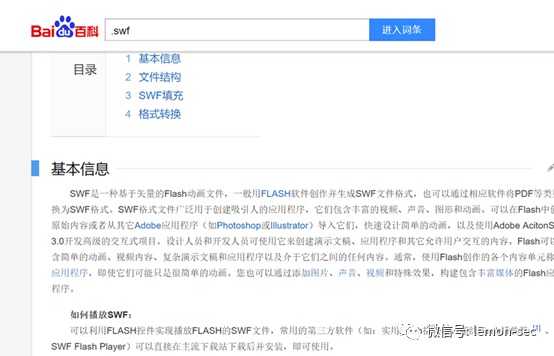 Bai du 百科
.swf
进入词条
目录
1 基本信息
2 文件结构
3 SWF填充
4 格式转换
基本信息
SWF是一种基于矢量的Flash动画文件，一般用FLASH软件创作并生成SWF文件格式，也可以通过相应软件将PDF等类
换为SWF格式。SWF格式文件广泛用于创建吸引人的应用程序，它们包含丰富的视频、声音、图形和动画。可以在Flash中创
原始内容或者从其它Adobe应用程序（如Photoshop或Illustrator）导入它们，快速设计简单的动画，以及使用Adobe AcitonS
3.0开发高级的交互式项目。设计人员和开发人员可使用它来创建演示文稿、应用程序和其它允许用户交互的内容。Flash可以
含简单的动画、视频内容、复杂演示文稿和应用程序以及介于它们之间的任何内容。通常，使用Flash创作的各个内容单元称
应用程序，即使它们可能只是很简单的动画。您也可以通过添加图片、声音、视频和特殊效果，构建包含丰富媒体的Flash应
程序。
如何播放SWF:
可以利用FLASH控件实现播放FLASH的SWF文件，常用的第三方软件（如：实用
[3]
、
微信号: lemon-sec
SWF Flash Player）可以直接在主流下载站下载后并安装，即可使用。